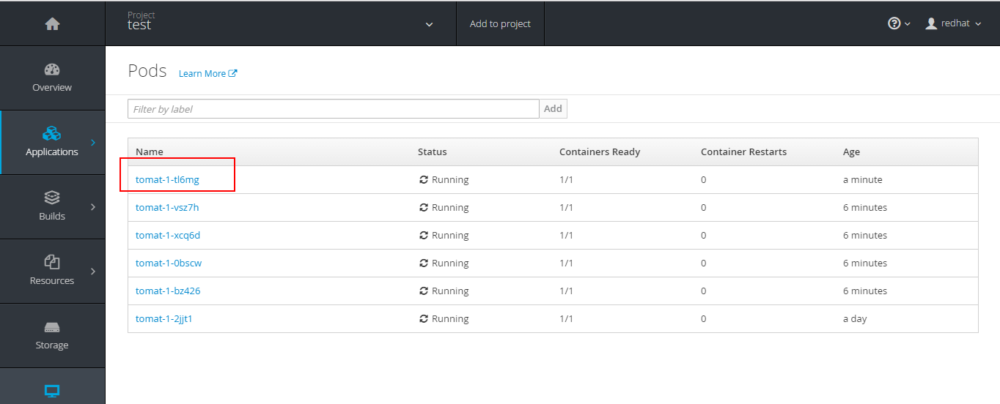 Project
test
Add to project
redhat
Overview
Applications
Builds
Resources
Storage
Pods Learn More
Filter by label Add
Name Status Containers Ready Container Restarts Age
tomat-1-tl6mg Running 1/1 0 a minute
tomat-1-vsz7h Running 1/1 0 6 minutes
tomat-1-xcq6d Running 1/1 0 6 minutes
tomat-1-0bscw Running 1/1 0 6 minutes
tomat-1-bz426 Running 1/1 0 6 minutes
tomat-1-2jjt1 Running 1/1 0 a day